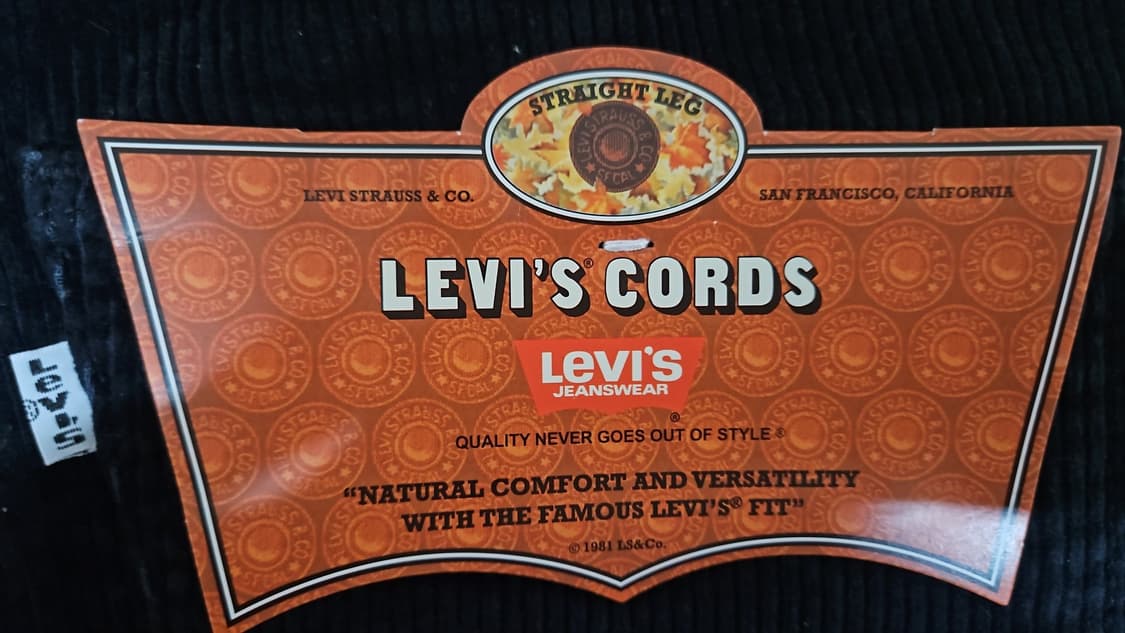 STRAIGHT LEG
LEVI STRAUSS & CO.
SAN FRANCISCO, CALIFORNIA
LEVI'S® CORDS
LEVI'S
JEANSWEAR
®
QUALITY NEVER GOES OUT OF STYLE ®
“NATURAL COMFORT AND VERSATILITY
WITH THE FAMOUS LEVI'S® FIT”
© 1981 LS&Co.
LEVI'S
®